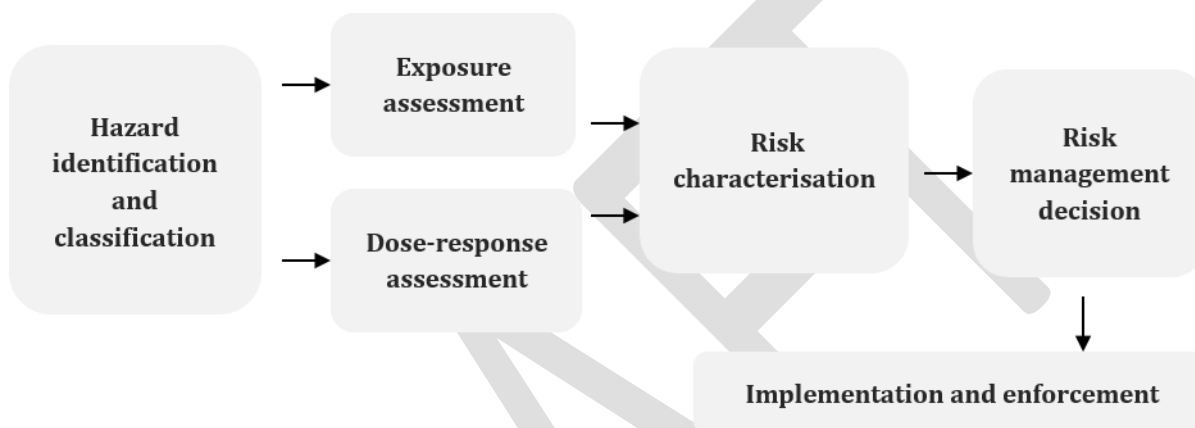 Hazard
identification
and
classification
Exposure
assessment
Dose-response
assessment
Risk
characterisation
Risk
management
decision
Implementation and enforcement